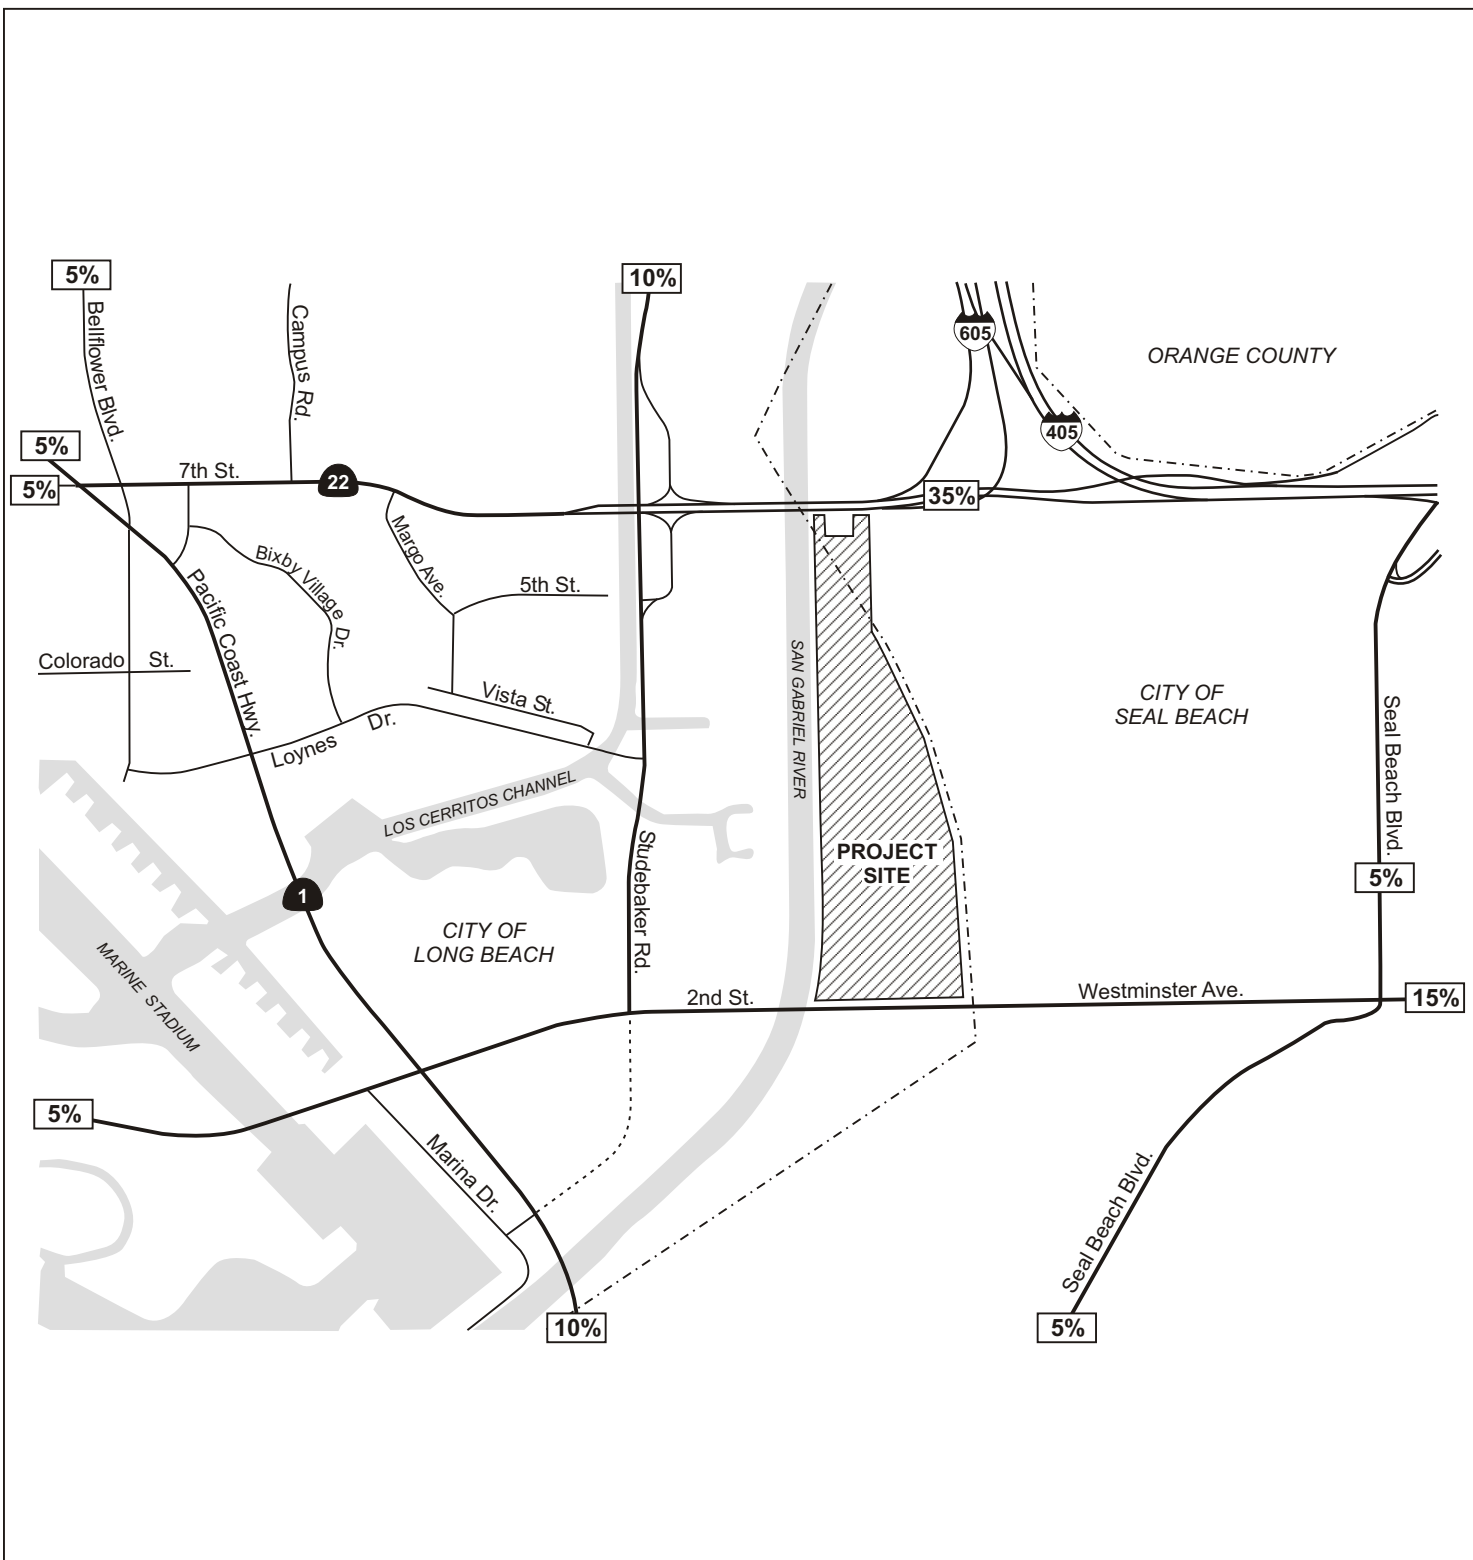 5%
10%
Bellflower Blvd.
Campus Rd.
605
ORANGE COUNTY
405
5%
7th St.
22
5%
35%
Margo Ave.
Bixby Village Dr.
5th St.
Pacific Coast Hwy.
SAN GABRIEL RIVER
Colorado St.
Vista St.
CITY OF
SEAL BEACH
Seal Beach Blvd.
Loynes Dr.
LOS CERRITOS CHANNEL
Studebaker Rd.
PROJECT
SITE
5%
1
CITY OF
LONG BEACH
MARINE STADIUM
2nd St.
Westminster Ave.
15%
5%
Marina Dr.
Seal Beach Blvd.
10%
5%